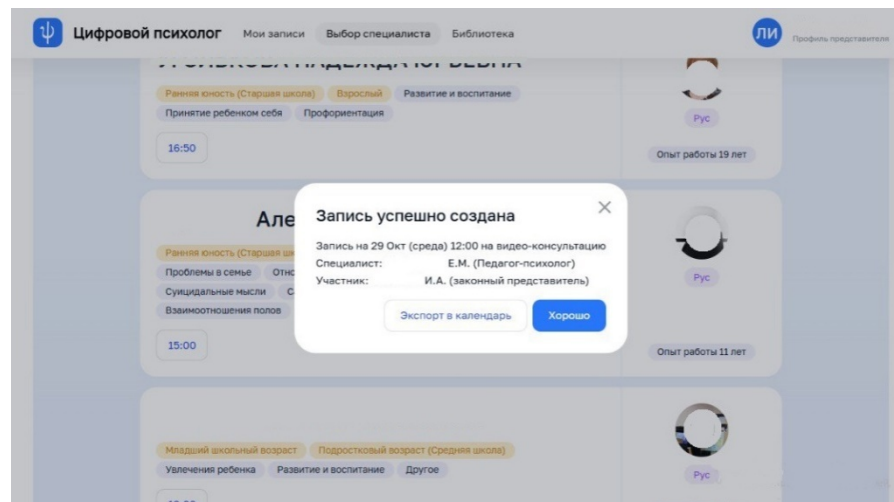 Цифровой психолог Мои записи Выбор специалиста Библиотека ЛИ Профиль представителя
Ранняя юность (Старшая школа) Взрослый Развитие и воспитание
Принятие ребенком себя Профориентация
Рус
16:50
Опыт работы 19 лет
Але
Запись успешно создана
Запись на 29 Окт (среда) 12:00 на видео-консультацию
Специалист: Е.М. (Педагог-психолог)
Участник: И.А. (законный представитель)
Экспорт в календарь Хорошо
Ранняя юность (Старшая
Проблемы в семье
Суицидальные мысли
Взаимоотношения полов
Рус
15:00
Опыт работы 11 лет
Младший школьный возраст Подростковый возраст (Средняя школа)
Увлечения ребенка Развитие и воспитание Другое
Рус